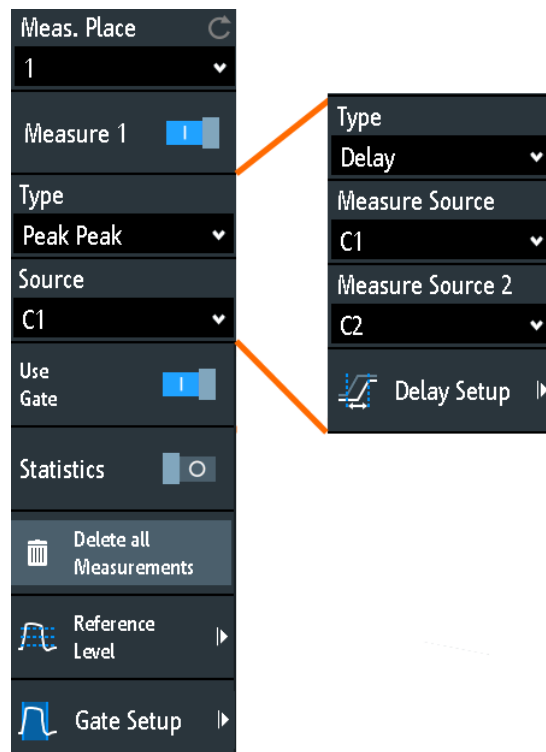 Meas. Place
1
Measure 1
Type
Peak Peak
Source
C1
Use
Gate
Statistics
Delete all
Measurements
Reference
Level
Gate Setup
Type
Delay
Measure Source
C1
Measure Source 2
C2
Delay Setup